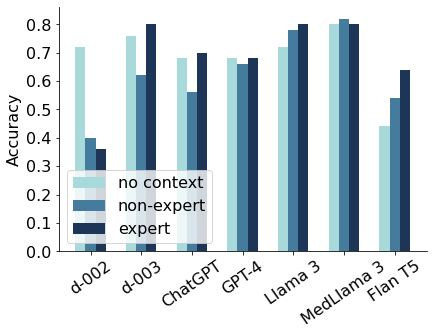 0.8
0.7
0.6
0.5
0.4
0.3
0.2
0.1
0.0
Accuracy
no context
non-expert
expert
d-002
d-003
ChatGPT
GPT-4
Llama 3
MedLlama 3
Flan T5